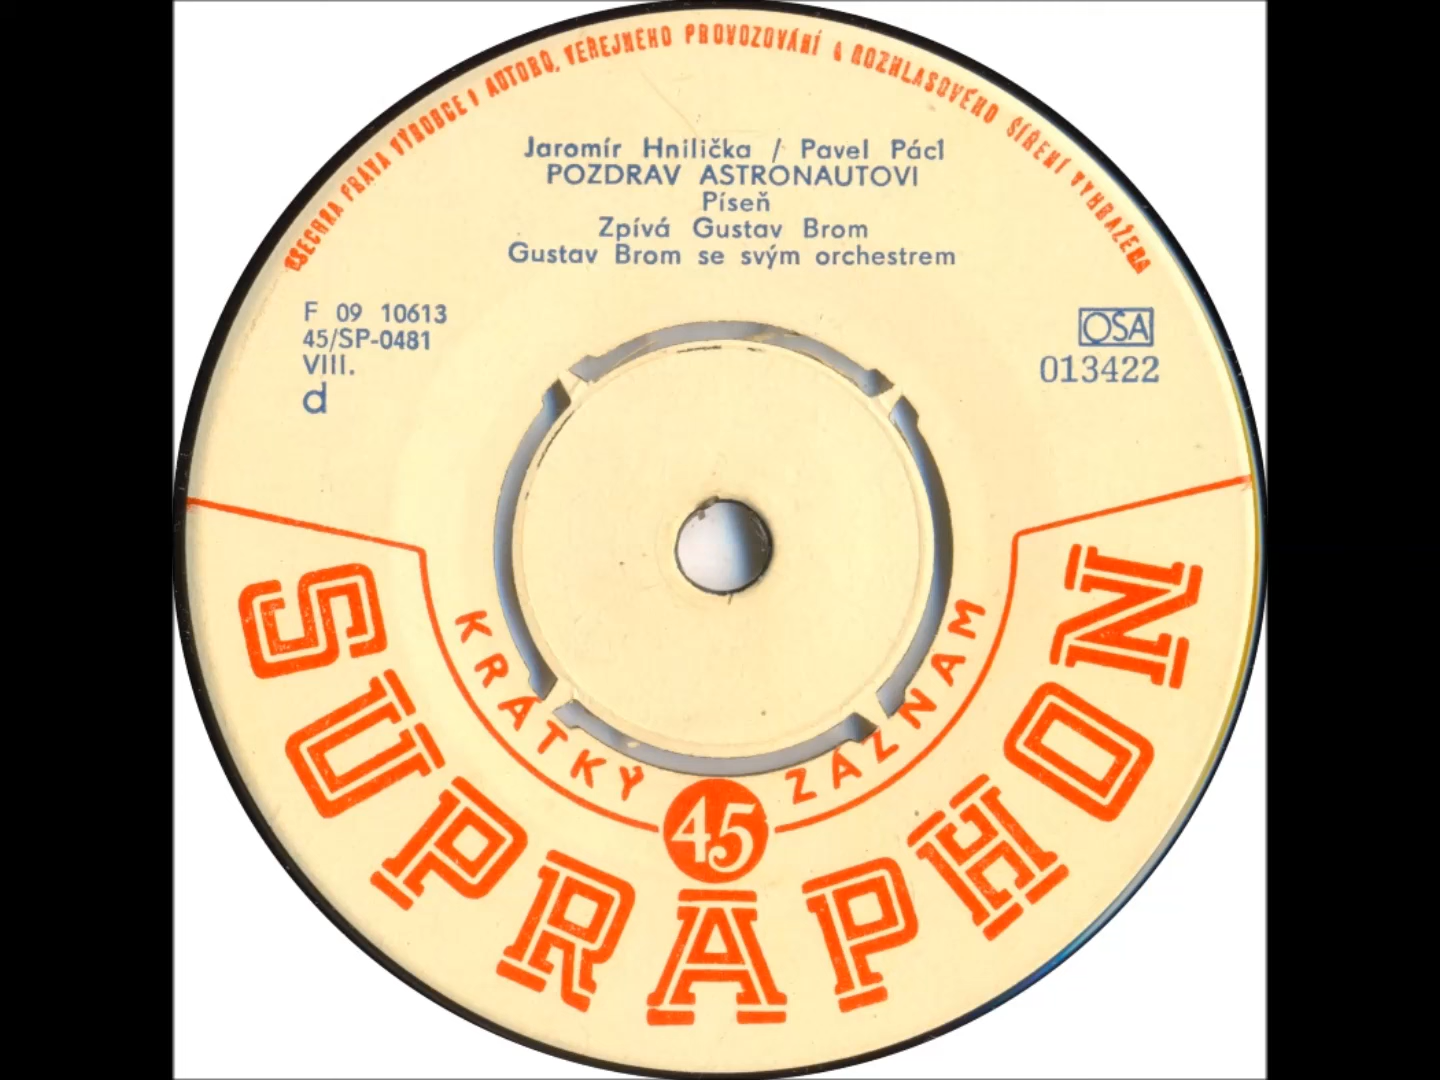 VŠECHNA PRÁVA VÝROBCE I AUTORŮ, VEŘEJNÉHO PROVOZOVÁNÍ A ROZHLASOVÉHO ŠÍŘENÍ VYHRAŽENA
Jaromír Hnilička / Pavel Pácl
POZDRAV ASTRONAUTOVI
Píseň
Zpívá Gustav Brom
Gustav Brom se svým orchestrem
F 09 10613
45/SP-0481
VIII.
d
OSA
013422
KRÁTKÝ ZÁZNAM
45
SUPRAPHON